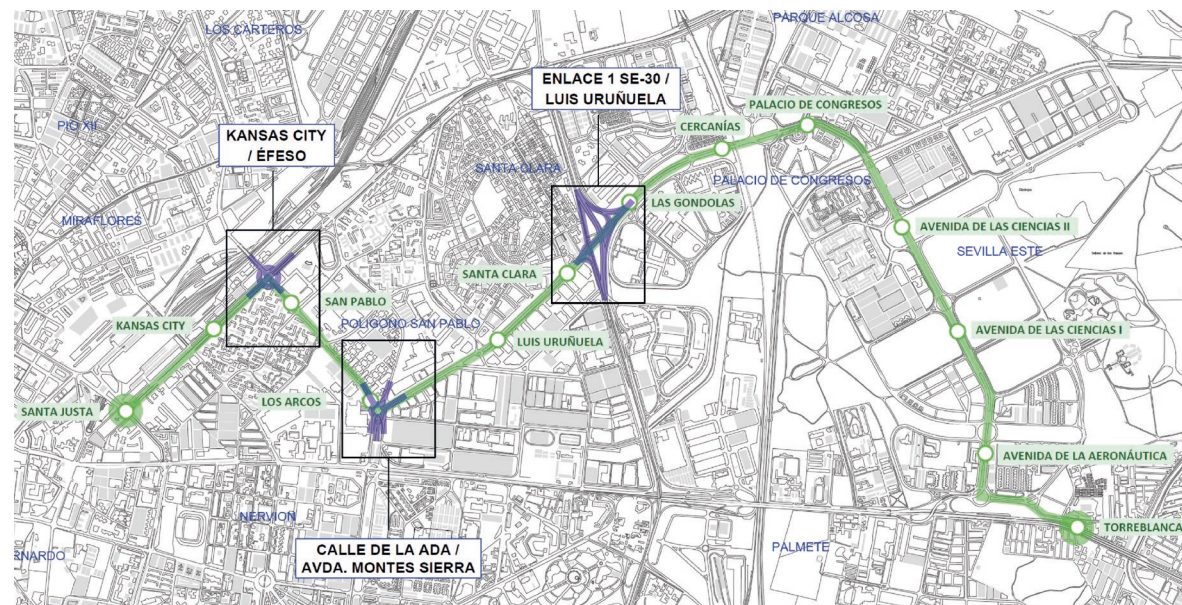 LOS CARTEROS
PARQUE ALCOSA
ENLACE 1 SE-30 /
LUIS URUÑUELA
PALACIO DE CONGRESOS
PIO XII
KANSAS CITY
/ ÉFESO
CERCANÍAS
SANTA CLARA
PALACIO DE CONGRESOS
LAS GONDOLAS
MIRAFLORES
AVENIDA DE LAS CIENCIAS II
SEVILLA ESTE
SANTA CLARA
SAN PABLO
POLIGONO SAN PABLO
KANSAS CITY
AVENIDA DE LAS CIENCIAS I
LUIS URUÑUELA
LOS ARCOS
SANTA JUSTA
AVENIDA DE LA AERONÁUTICA
NERVION
TORREBLANCA
CALLE DE LA ADA /
AVDA. MONTES SIERRA
PALMETE
RNARDO